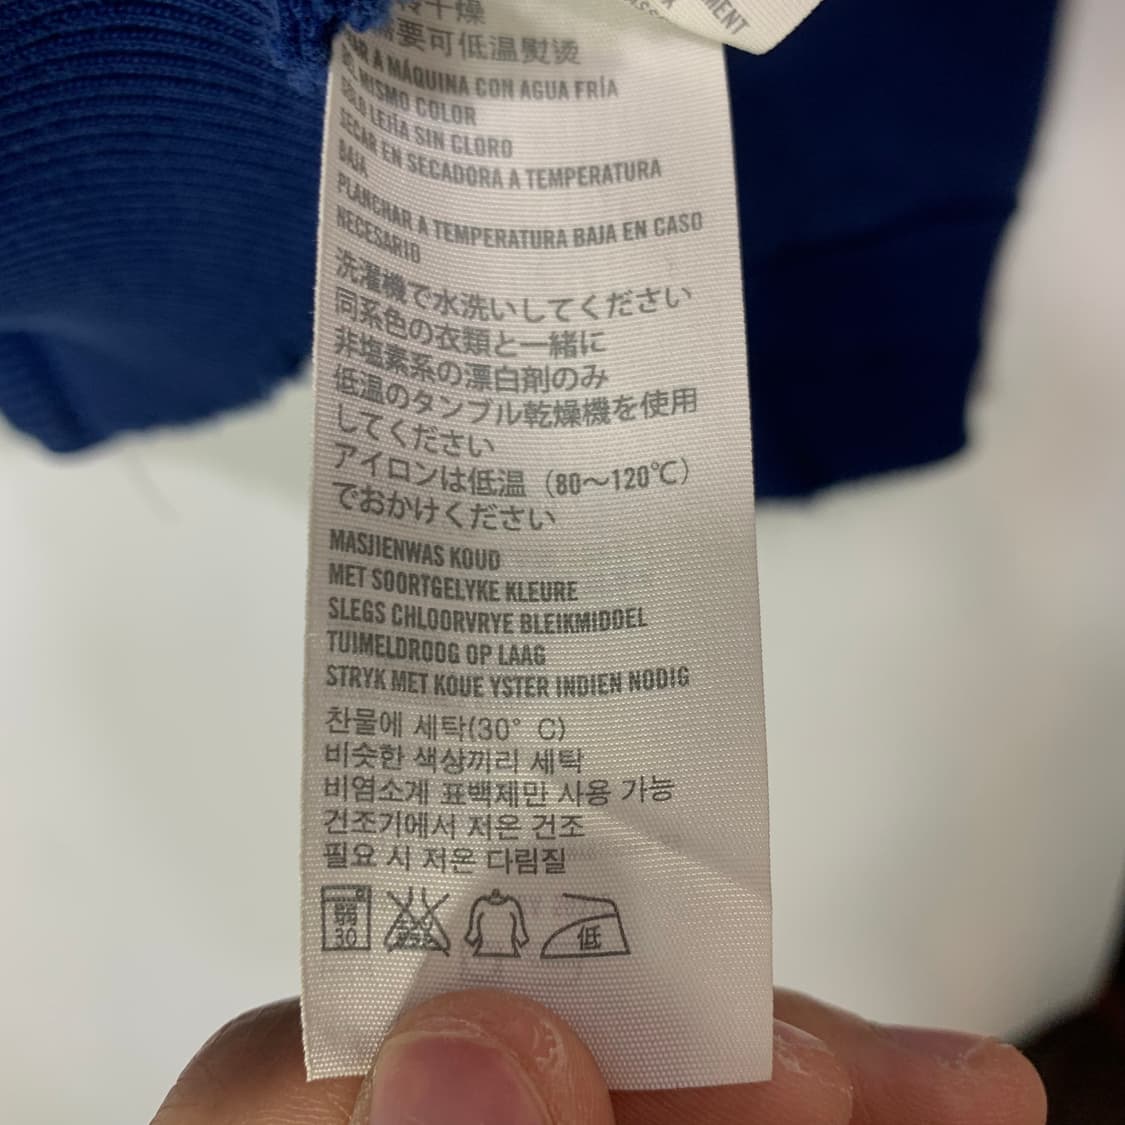 MENT
干燥
需要可低温熨烫
A MÁQUINA CON AGUA FRÍA
MISMO COLOR
LEJÍA SIN CLORO
SECAR EN SECADORA A TEMPERATURA
BAJA
PLANCHAR A TEMPERATURA BAJA EN CASO
NECESARIO
洗濯機で水洗いしてください
同系色の衣類と一緒に
非塩素系の漂白剤のみ
低温のタンブル乾燥機を使用
してください
アイロンは低温（80～120℃）
でおかけください
MASJIENWAS KOUD
MET SOORTGELYKE KLEURE
SLEGS CHLOORVRYE BLEIKMIDDEL
TUIMELDROOG OP LAAG
STRYK MET KOUE YSTER INDIEN NODIG
찬물에 세탁(30° C)
비슷한 색상끼리 세탁
비염소계 표백제만 사용 가능
건조기에서 저온 건조
필요 시 저온 다림질
弱 30 低